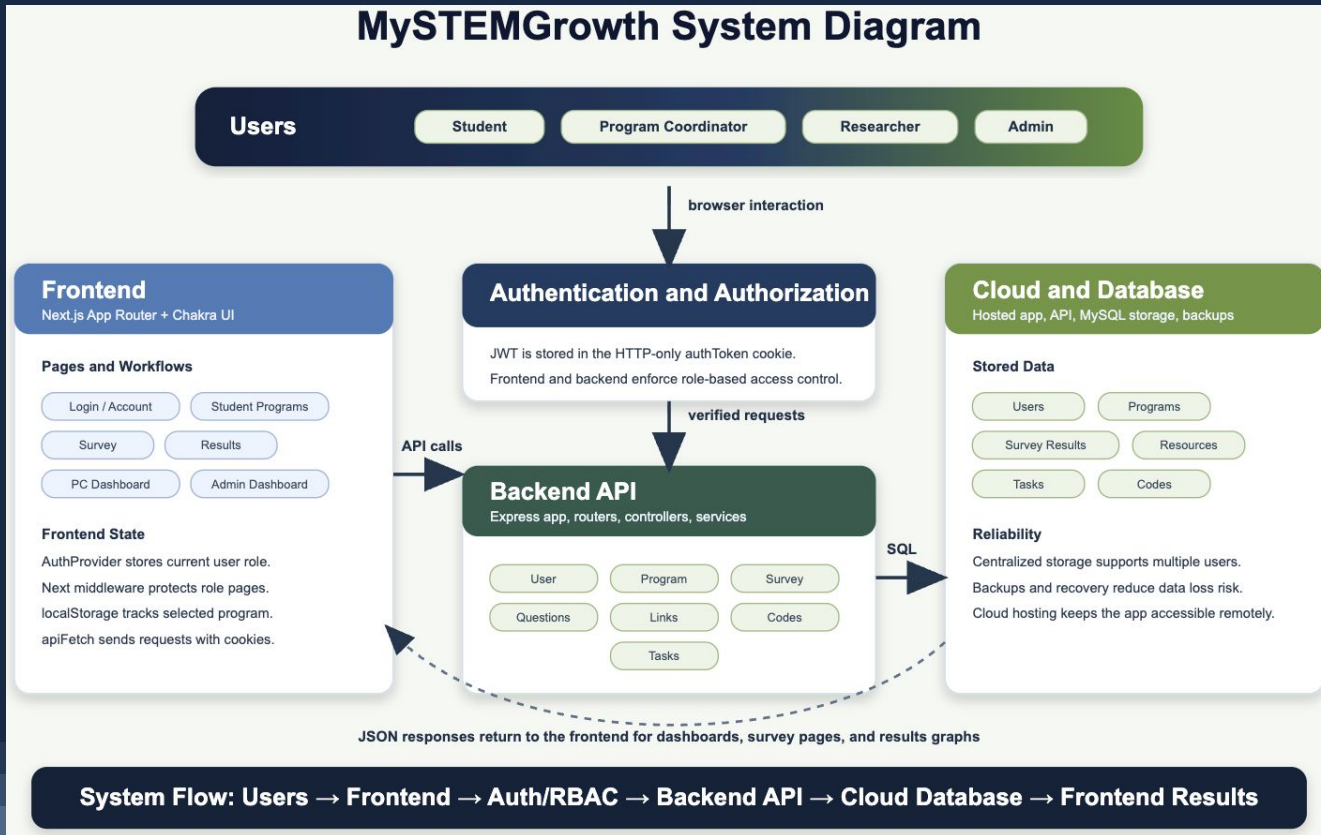 MySTEMGrowth System Diagram
Users
Student
Program Coordinator
Researcher
Admin
browser interaction
Frontend
Next.js App Router + Chakra UI
Pages and Workflows
Login / Account
Student Programs
Survey
Results
PC Dashboard
Admin Dashboard
Frontend State
AuthProvider stores current user role.
Next middleware protects role pages.
localStorage tracks selected program.
apiFetch sends requests with cookies.
API calls
Authentication and Authorization
JWT is stored in the HTTP-only authToken cookie.
Frontend and backend enforce role-based access control.
verified requests
Backend API
Express app, routers, controllers, services
User
Program
Survey
Questions
Links
Codes
Tasks
SQL
Cloud and Database
Hosted app, API, MySQL storage, backups
Stored Data
Users
Programs
Survey Results
Resources
Tasks
Codes
Reliability
Centralized storage supports multiple users.
Backups and recovery reduce data loss risk.
Cloud hosting keeps the app accessible remotely.
JSON responses return to the frontend for dashboards, survey pages, and results graphs
System Flow: Users → Frontend → Auth/RBAC → Backend API → Cloud Database → Frontend Results